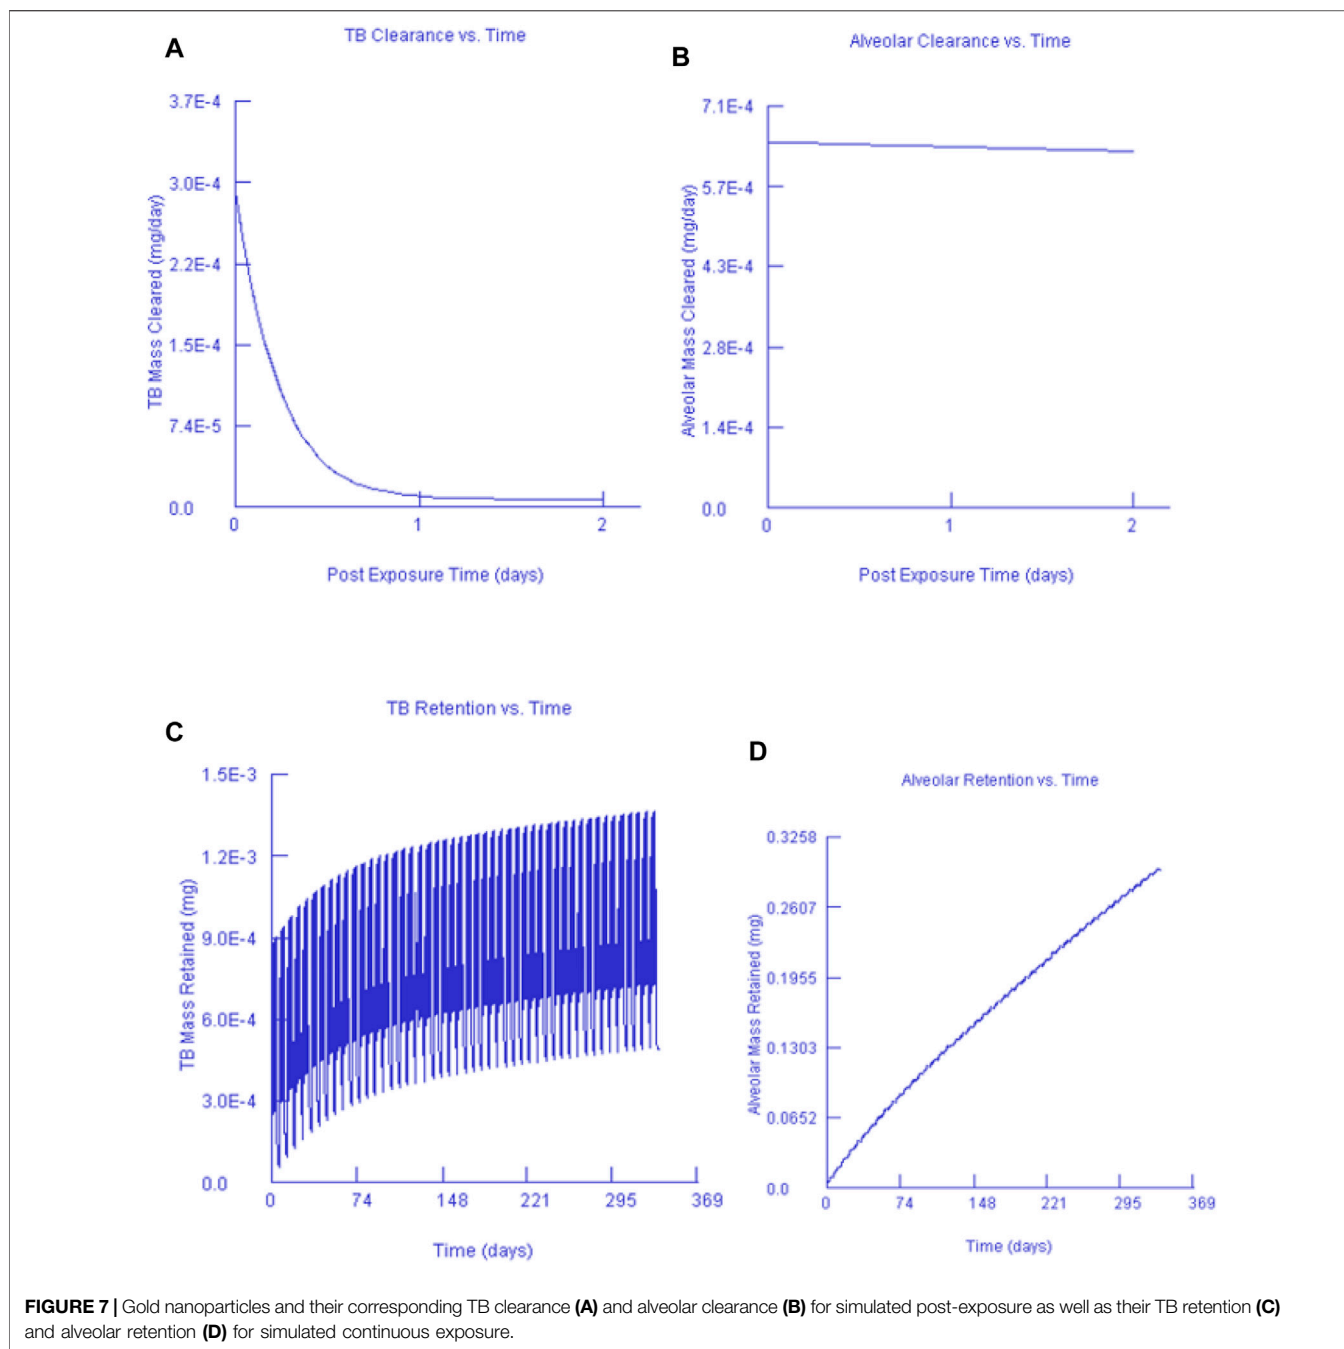 A
TB Clearance vs. Time
3.7E-4
3.0E-4
2.2E-4
1.5E-4
7.4E-5
0.0
TB Mass Cleared (mg/day)
0 1 2
Post Exposure Time (days)
B
Alveolar Clearance vs. Time
7.1E-4
5.7E-4
4.3E-4
2.8E-4
1.4E-4
0.0
Alveolar Mass Cleared (mg/day)
0 1 2
Post Exposure Time (days)
C
TB Retention vs. Time
1.5E-3
1.2E-3
9.0E-4
6.0E-4
3.0E-4
0.0
TB Mass Retained (mg)
0 74 148 221 295 369
Time (days)
D
Alveolar Retention vs. Time
0.3258
0.2607
0.1955
0.1303
0.0652
0.0
Alveolar Mass Retained (mg)
0 74 148 221 295 369
Time (days)
FIGURE 7 | Gold nanoparticles and their corresponding TB clearance (A) and alveolar clearance (B) for simulated post-exposure as well as their TB retention (C)
and alveolar retention (D) for simulated continuous exposure.